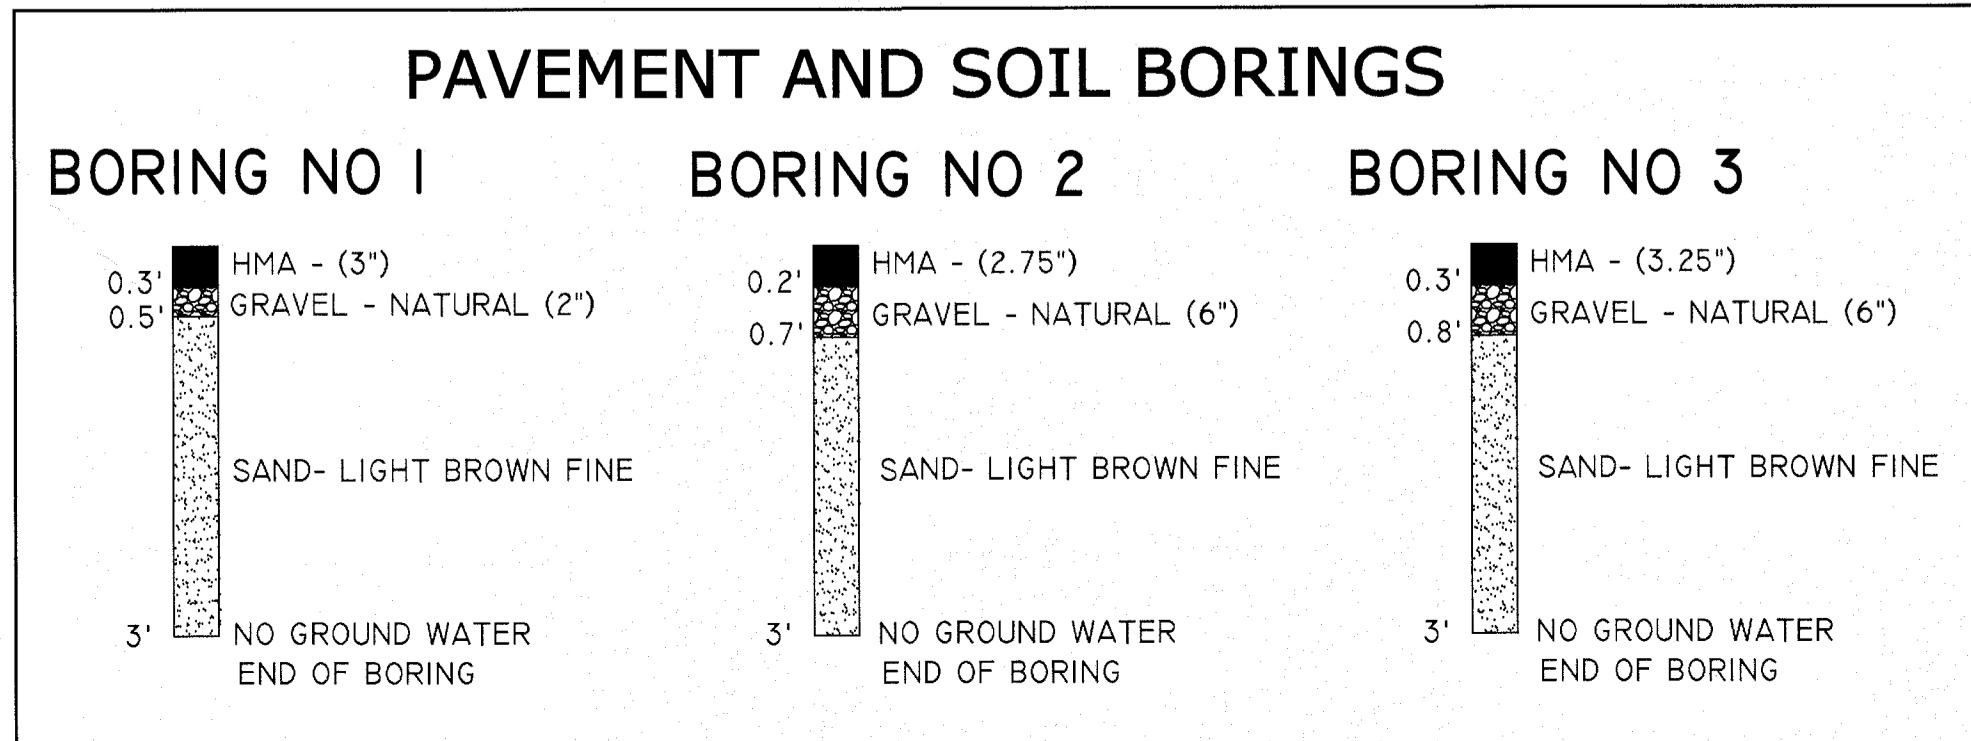 PAVEMENT AND SOIL BORINGS
BORING NO 1
0.3'
HMA - (3")
0.5'
GRAVEL - NATURAL (2")
SAND- LIGHT BROWN FINE
3'
NO GROUND WATER
END OF BORING
BORING NO 2
0.2'
HMA - (2.75")
0.7'
GRAVEL - NATURAL (6")
SAND- LIGHT BROWN FINE
3'
NO GROUND WATER
END OF BORING
BORING NO 3
0.3'
HMA - (3.25")
0.8'
GRAVEL - NATURAL (6")
SAND- LIGHT BROWN FINE
3'
NO GROUND WATER
END OF BORING